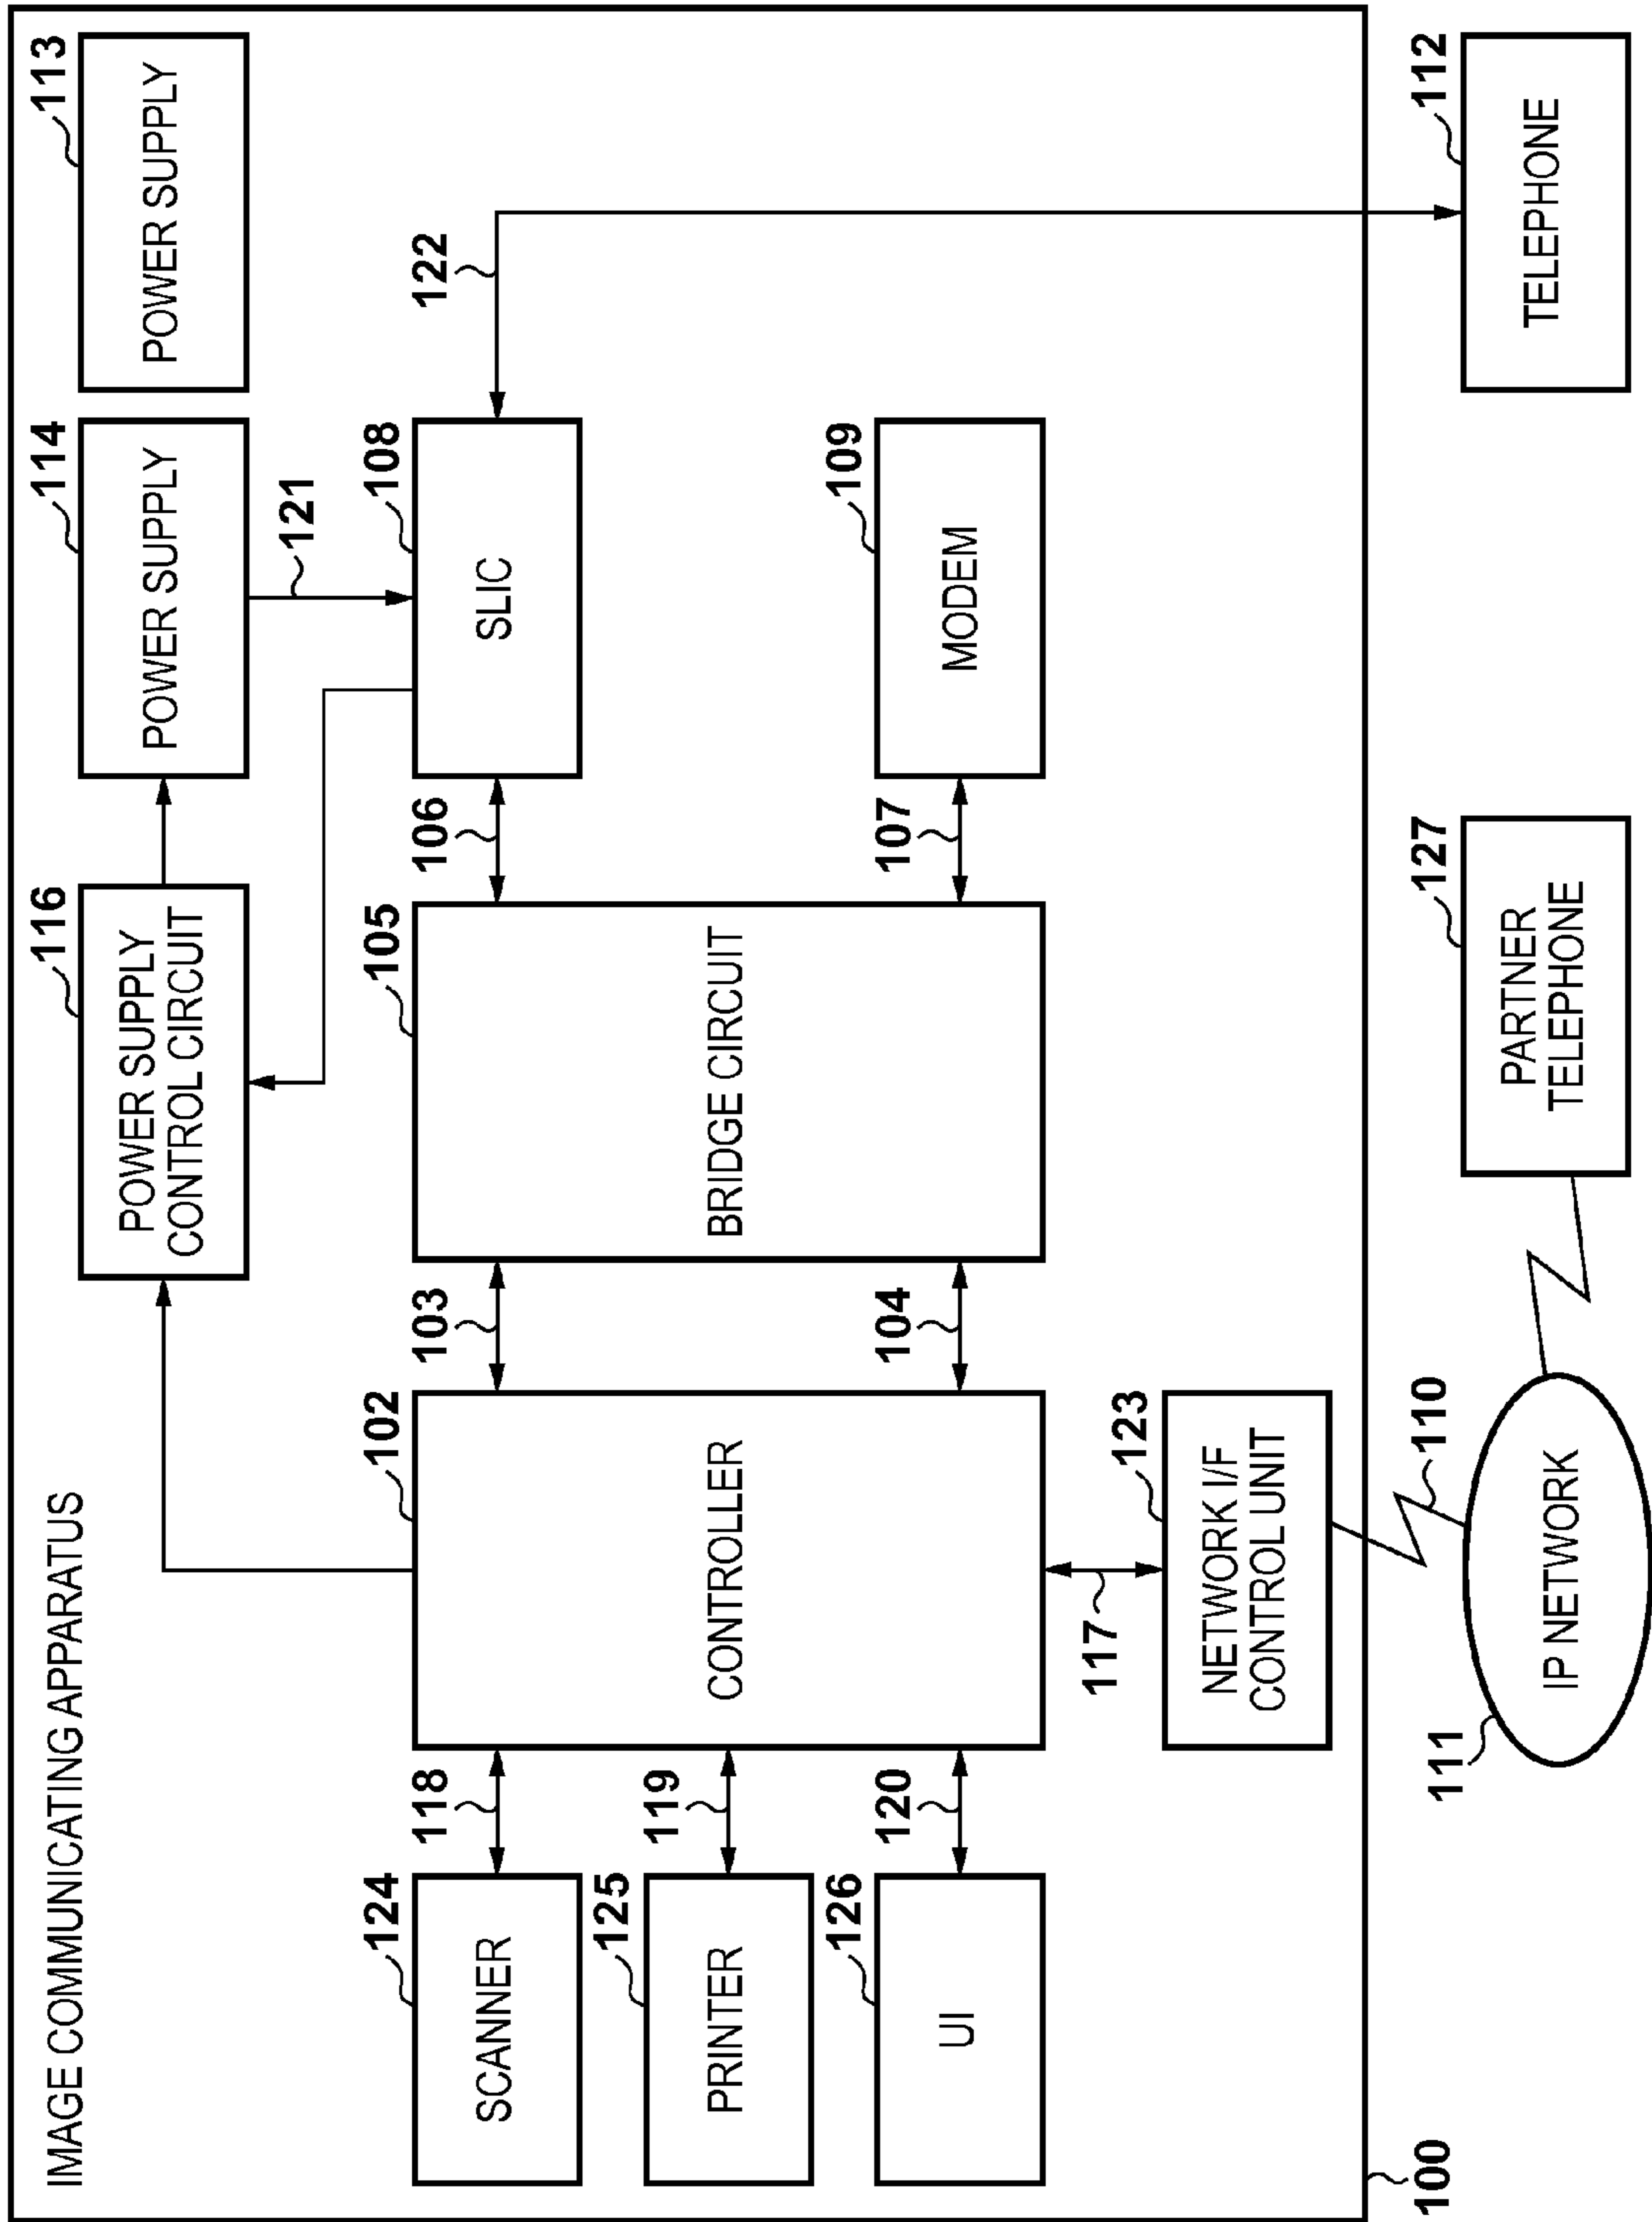 IMAGE COMMUNICATING APPARATUS
116
POWER SUPPLY
CONTROL CIRCUIT
114
POWER SUPPLY
113
POWER SUPPLY
121
124
SCANNER
118
102
CONTROLLER
103
105
BRIDGE CIRCUIT
106
108
SLIC
122
125
PRINTER
119
126
UI
120
104
107
109
MODEM
117
123
NETWORK I/F
CONTROL UNIT
100
110
111
IP NETWORK
127
PARTNER
TELEPHONE
112
TELEPHONE